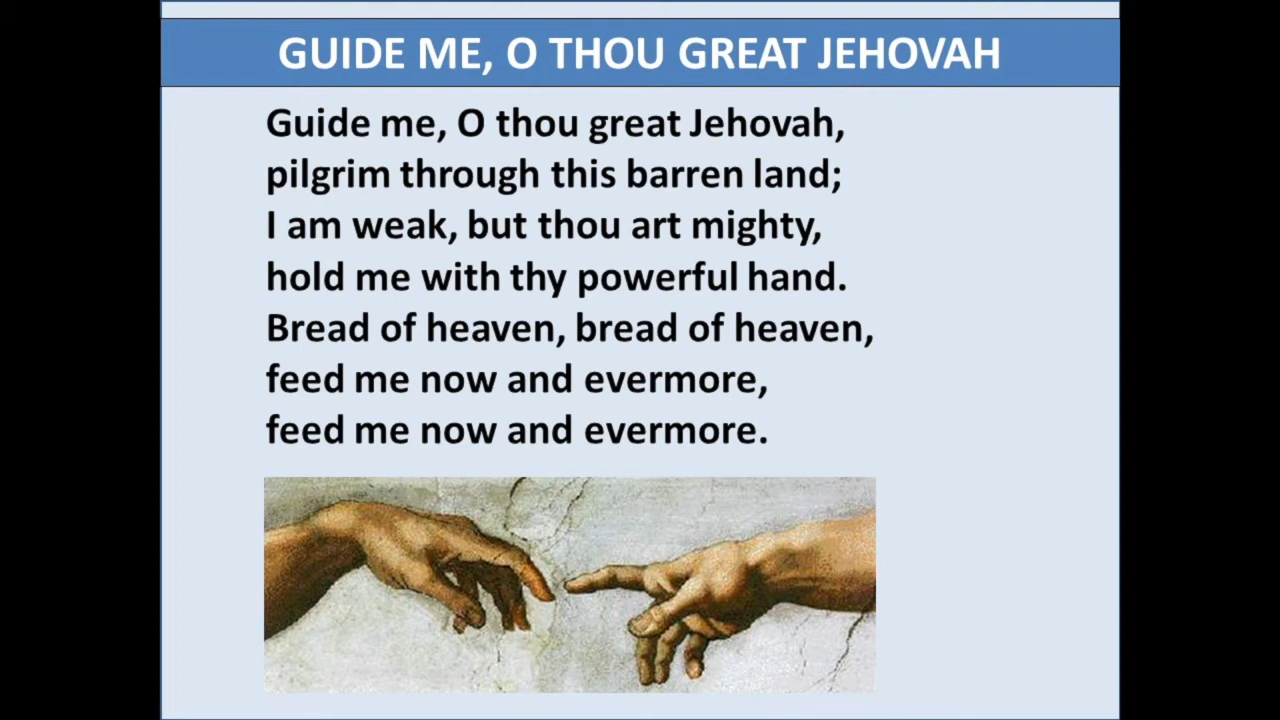 GUIDE ME, O THOU GREAT JEHOVAH
Guide me, O thou great Jehovah,
pilgrim through this barren land;
I am weak, but thou art mighty,
hold me with thy powerful hand.
Bread of heaven, bread of heaven,
feed me now and evermore,
feed me now and evermore.